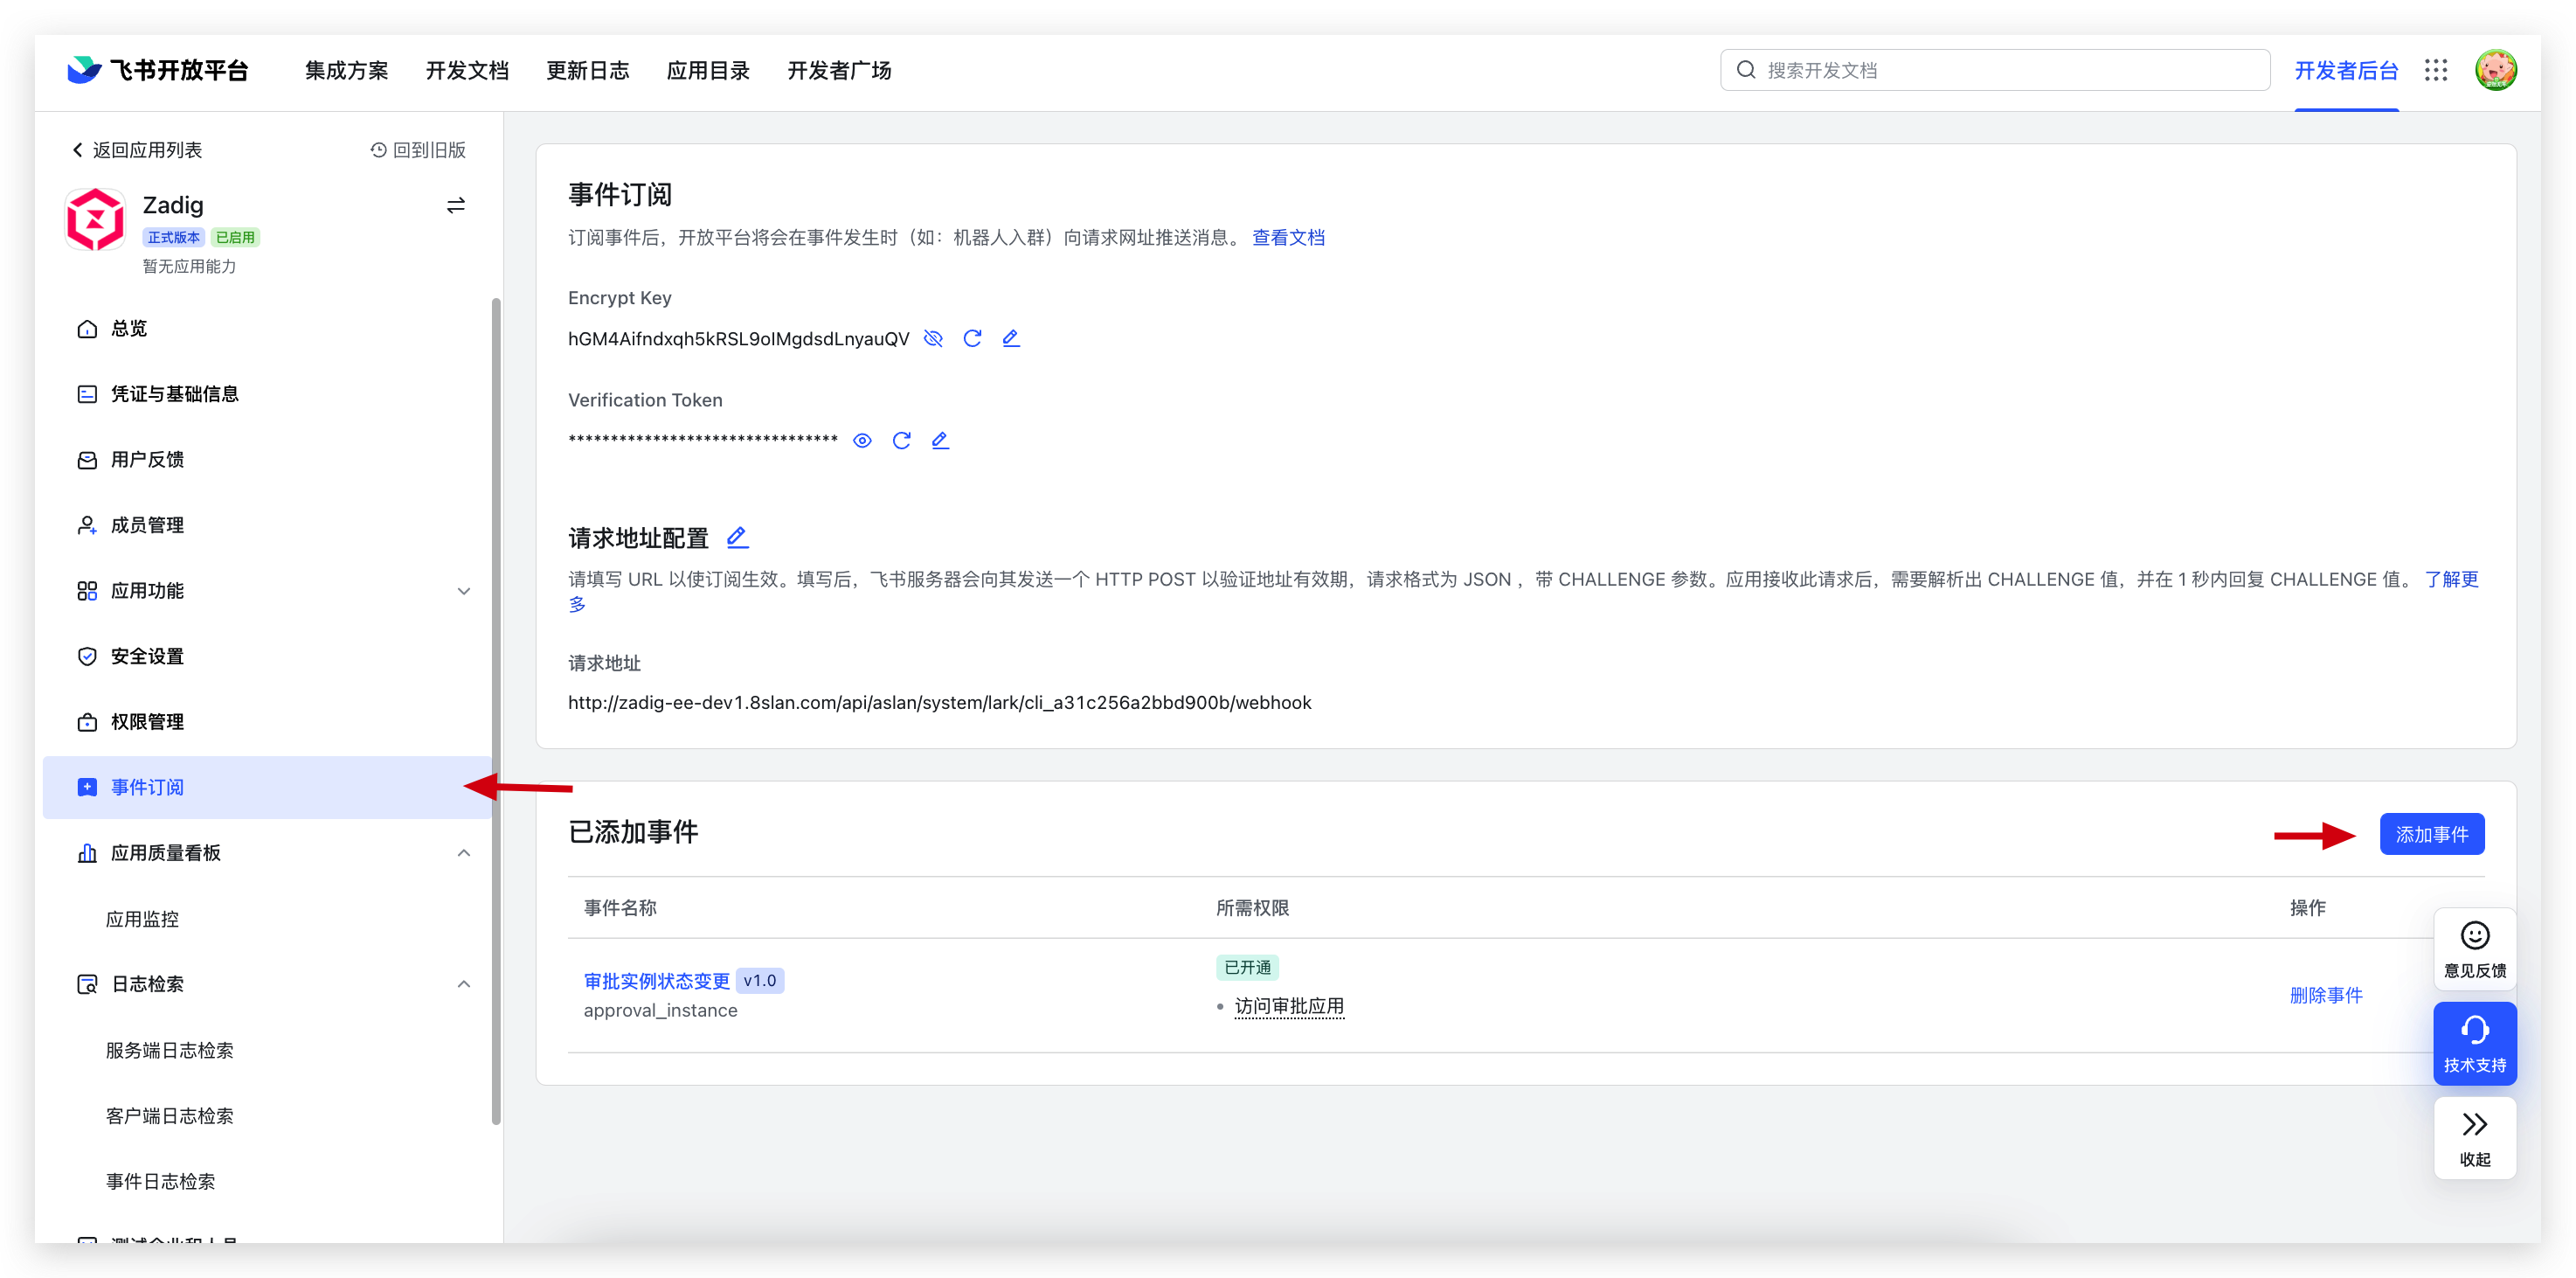 飞书开放平台 集成方案 开发文档 更新日志 应用目录 开发者广场 搜索开发文档 开发者后台
返回应用列表 回到旧版
Zadig
正式版本 已启用
暂无应用能力
总览
凭证与基础信息
用户反馈
成员管理
应用功能
安全设置
权限管理
事件订阅
应用质量看板
应用监控
日志检索
服务端日志检索
客户端日志检索
事件日志检索
测试企业和人员
事件订阅
订阅事件后，开放平台将会在事件发生时（如：机器人入群）向请求网址推送消息。 查看文档
Encrypt Key
hGM4Aifndxqh5kRSL9oIMgdsdLnyauQV
Verification Token
********************************
请求地址配置
请填写 URL 以使订阅生效。填写后，飞书服务器会向其发送一个 HTTP POST 以验证地址有效期，请求格式为 JSON ，带 CHALLENGE 参数。应用接收此请求后，需要解析出 CHALLENGE 值，并在 1 秒内回复 CHALLENGE 值。 了解更
多
请求地址
http://zadig-ee-dev1.8slan.com/api/aslan/system/lark/cli_a31c256a2bbd900b/webhook
已添加事件 添加事件
事件名称 所需权限 操作
审批实例状态变更 v1.0
approval_instance
已开通
访问审批应用
删除事件
意见反馈
技术支持
收起